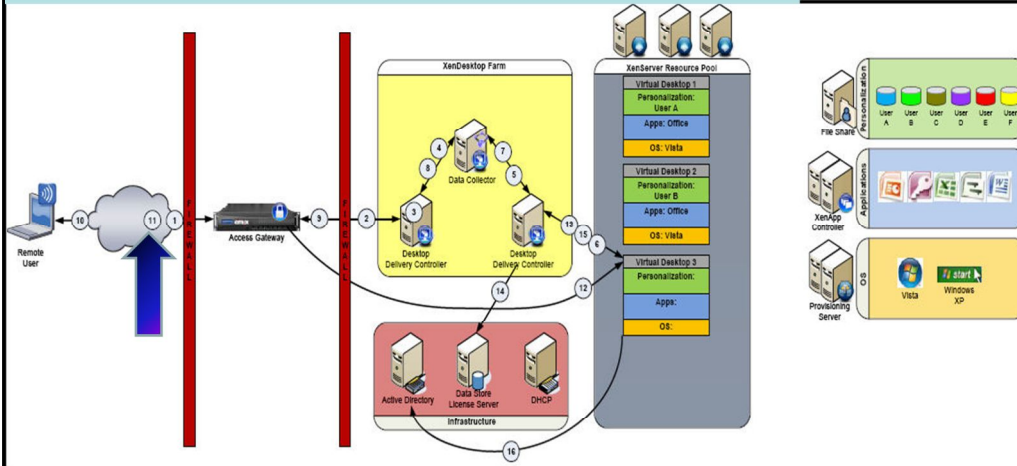 10
11
1
Remote
User
FIREWALL
Access Gateway
9
FIREWALL
2
XenDesktop Farm
4
8
7
5
Data Collector
3
Desktop
Delivery Controller
Desktop
Delivery Controller
13
15
6
14
12
Active Directory
Data Store
License Server
DHCP
Infrastructure
16
XenServer Resource Pool
Virtual Desktop 1
Personalization:
User A
Apps: Office
OS: Vista
Virtual Desktop 2
Personalization:
User B
Apps: Office
OS: Vista
Virtual Desktop 3
Personalization:
Apps:
OS:
File Share
Personalization
User
A
User
B
User
C
User
D
User
E
User
F
XenApp
Controller
Applications
Provisioning
Server
OS
Vista
start
Windows
XP